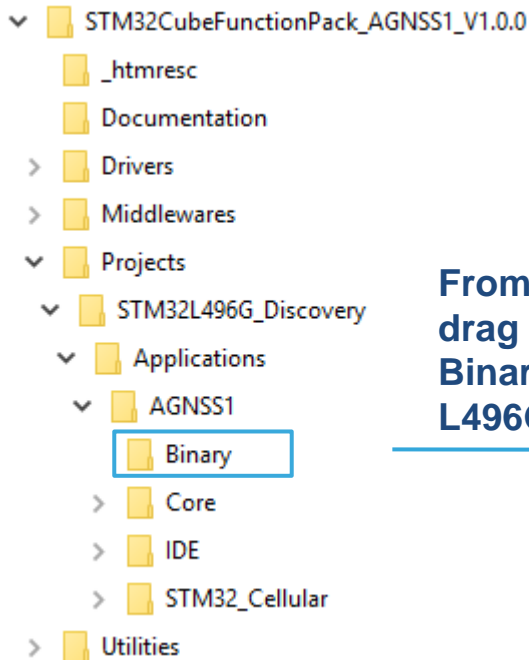 STM32CubeFunctionPack_AGNSS1_V1.0.0
_htmresc
Documentation
Drivers
Middlewares
Projects
STM32L496G_Discovery
Applications
AGNSS1
Binary
Core
IDE
STM32_Cellular
Utilities
From
drag
Binar
L496